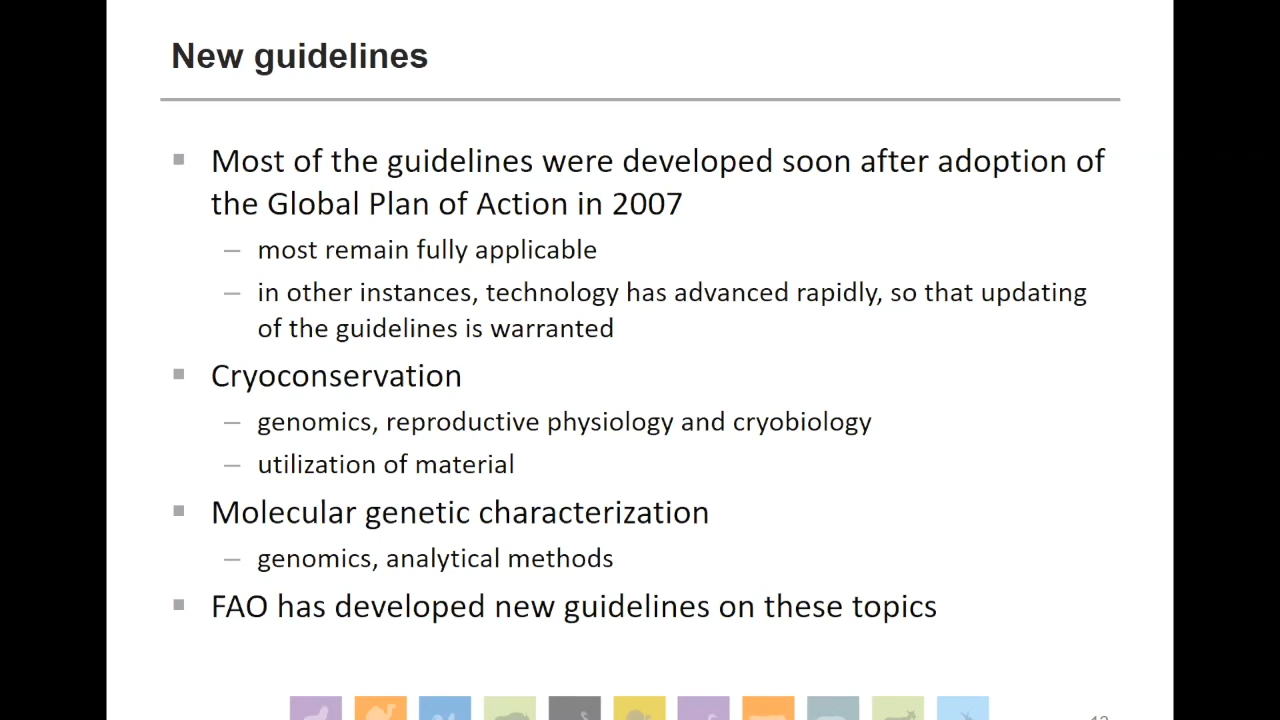 New guidelines
Most of the guidelines were developed soon after adoption of
the Global Plan of Action in 2007
– most remain fully applicable
– in other instances, technology has advanced rapidly, so that updating
of the guidelines is warranted
Cryoconservation
– genomics, reproductive physiology and cryobiology
– utilization of material
Molecular genetic characterization
– genomics, analytical methods
FAO has developed new guidelines on these topics